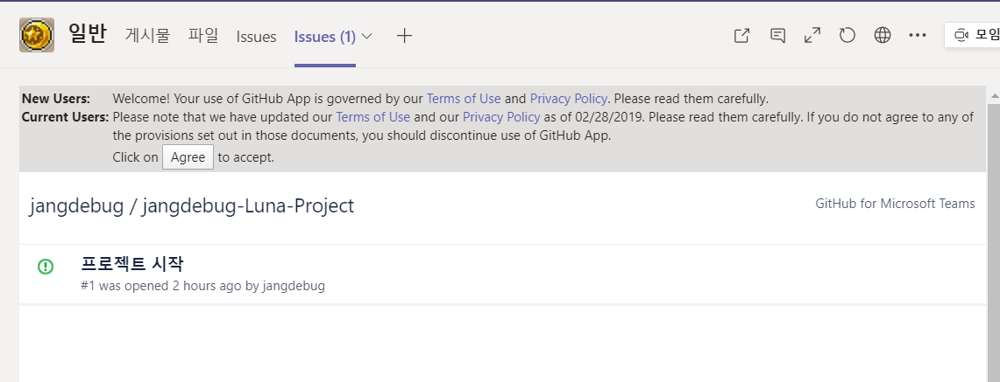 일반 게시물 파일 Issues Issues (1) 모임
New Users: Welcome! Your use of GitHub App is governed by our Terms of Use and Privacy Policy. Please read them carefully.
Current Users: Please note that we have updated our Terms of Use and our Privacy Policy as of 02/28/2019. Please read them carefully. If you do not agree to any of
the provisions set out in those documents, you should discontinue use of GitHub App.
Click on Agree to accept.
jangdebug / jangdebug-Luna-Project GitHub for Microsoft Teams
프로젝트 시작
#1 was opened 2 hours ago by jangdebug